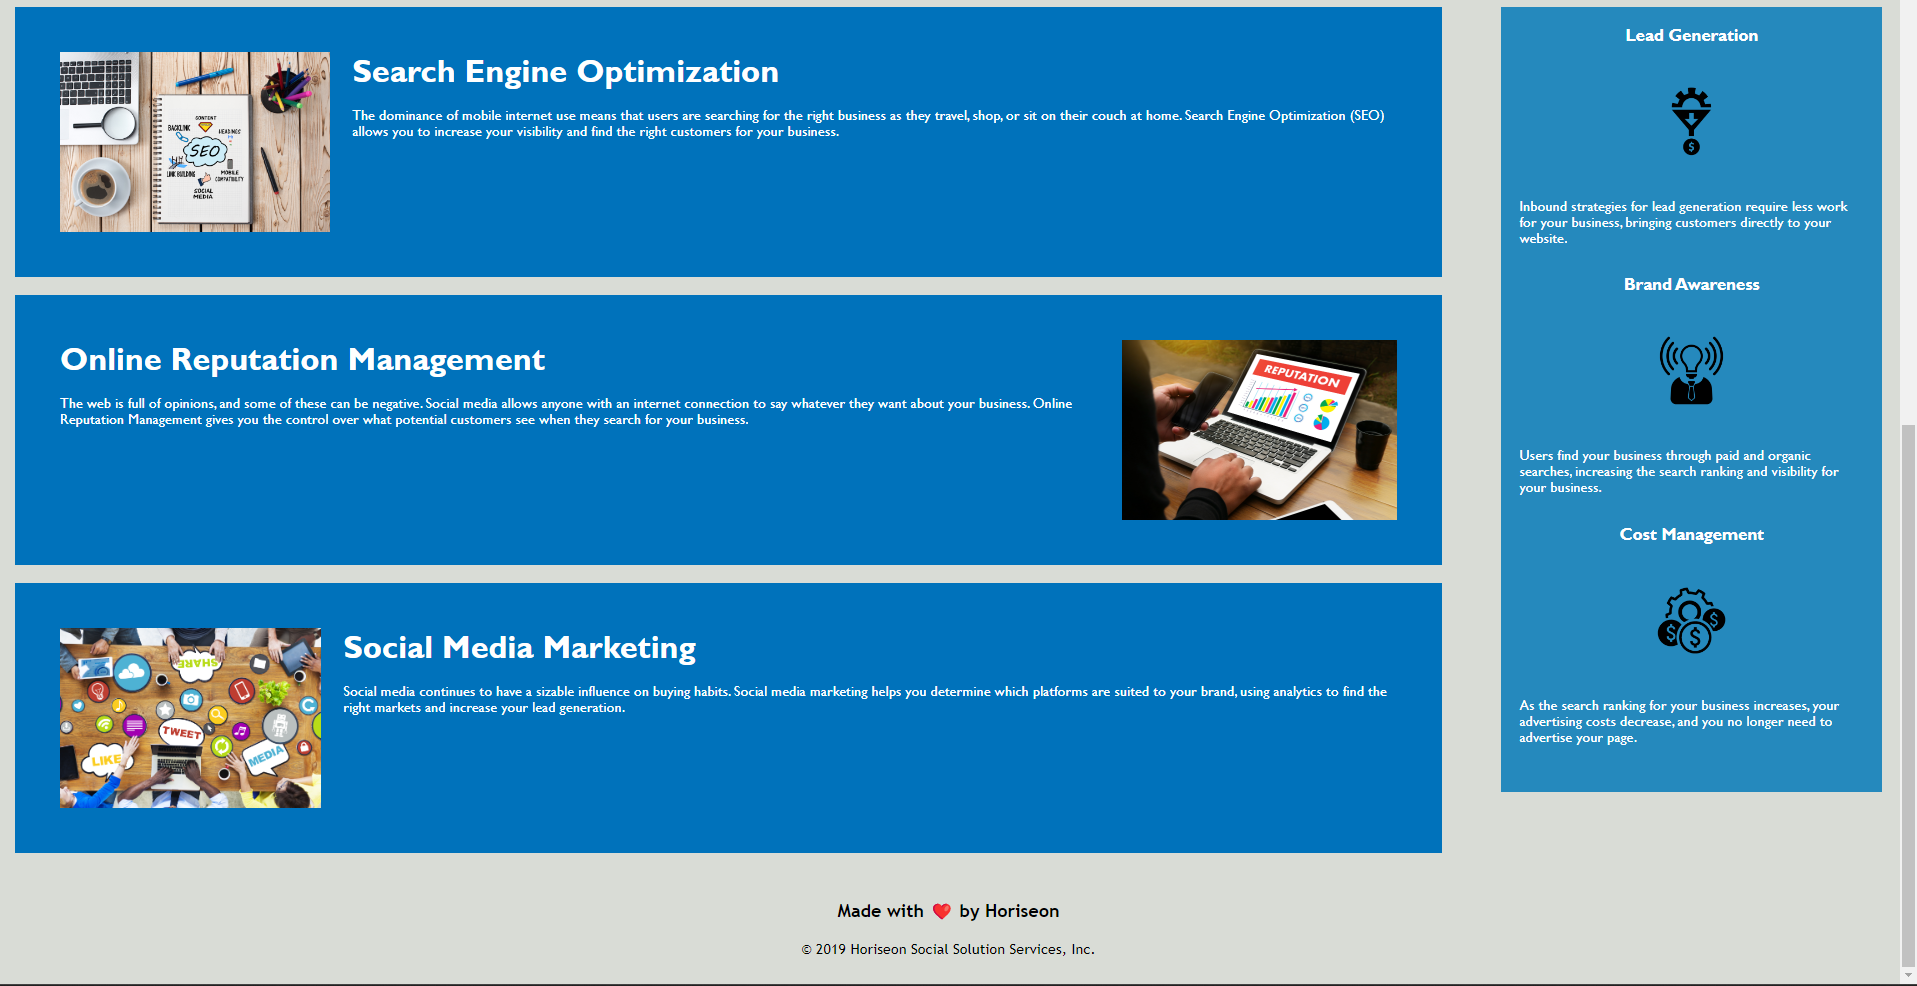 Search Engine Optimization
The dominance of mobile internet use means that users are searching for the right business as they travel, shop, or sit on their couch at home. Search Engine Optimization (SEO)
allows you to increase your visibility and find the right customers for your business.
CONTENT
BACKLINK
HEADINGS
SEO
LINK BUILDING
MOBILE
COMPATIBILITY
SOCIAL
MEDIA
Online Reputation Management
The web is full of opinions, and some of these can be negative. Social media allows anyone with an internet connection to say whatever they want about your business. Online
Reputation Management gives you the control over what potential customers see when they search for your business.
REPUTATION
Social Media Marketing
Social media continues to have a sizable influence on buying habits. Social media marketing helps you determine which platforms are suited to your brand, using analytics to find the
right markets and increase your lead generation.
SHARE
TWEET
LIKE
MEDIA
Lead Generation
$
Inbound strategies for lead generation require less work
for your business, bringing customers directly to your
website.
Brand Awareness
Users find your business through paid and organic
searches, increasing the search ranking and visibility for
your business.
Cost Management
$ $ $
As the search ranking for your business increases, your
advertising costs decrease, and you no longer need to
advertise your page.
Made with ❤️ by Horiseon
© 2019 Horiseon Social Solution Services, Inc.